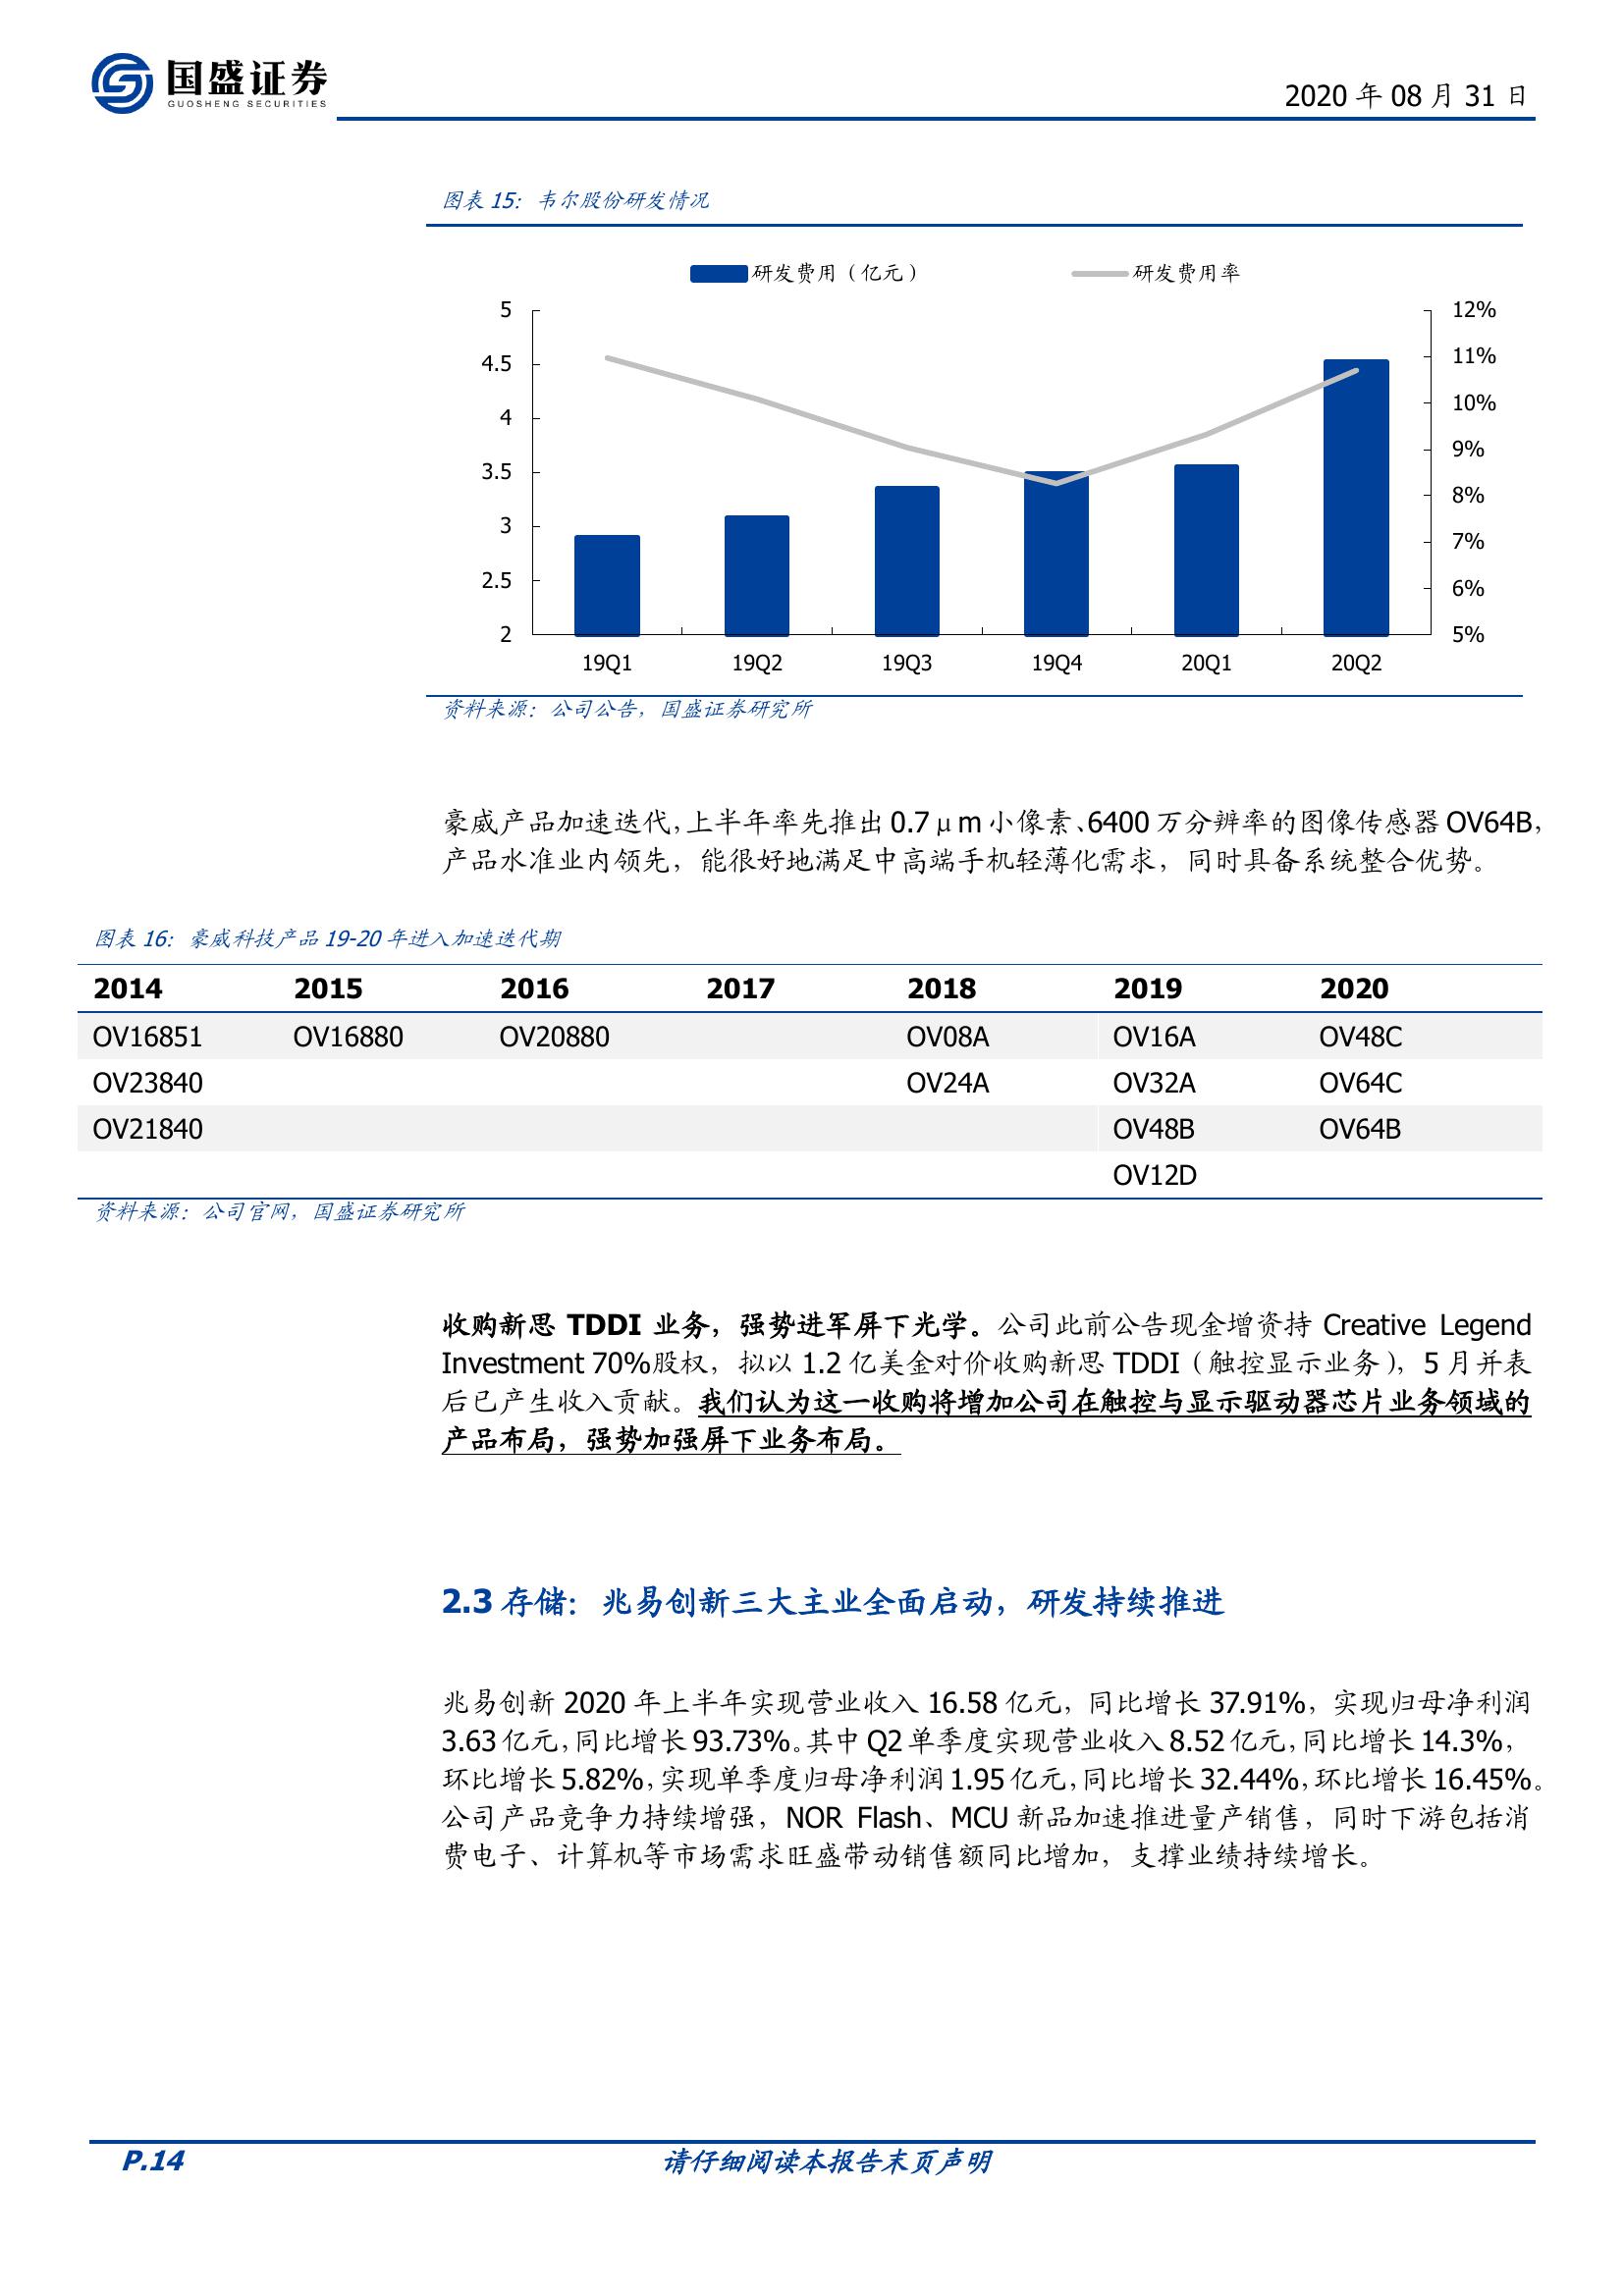 国盛证券
GUOSHENG SECURITIES
2020 年 08 月 31 日
图表 15：韦尔股份研发情况
研发费用（亿元）
研发费用率
5
4.5
4
3.5
3
2.5
2
12%
11%
10%
9%
8%
7%
6%
5%
19Q1 19Q2 19Q3 19Q4 20Q1 20Q2
资料来源：公司公告，国盛证券研究所
豪威产品加速迭代，上半年率先推出 0.7μm 小像素、6400 万分辨率的图像传感器 OV64B，
产品水准业内领先，能很好地满足中高端手机轻薄化需求，同时具备系统整合优势。
图表 16：豪威科技产品 19-20 年进入加速迭代期
2014 2015 2016 2017 2018 2019 2020
OV16851 OV16880 OV20880 OV08A OV16A OV48C
OV23840 OV24A OV32A OV64C
OV21840 OV48B OV64B
OV12D
资料来源：公司官网，国盛证券研究所
收购新思 TDDI 业务，强势进军屏下光学。公司此前公告现金增资持 Creative Legend
Investment 70%股权，拟以 1.2 亿美金对价收购新思 TDDI（触控显示业务），5 月并表
后已产生收入贡献。我们认为这一收购将增加公司在触控与显示驱动器芯片业务领域的
产品布局，强势加强屏下业务布局。
2.3 存储：兆易创新三大主业全面启动，研发持续推进
兆易创新 2020 年上半年实现营业收入 16.58 亿元，同比增长 37.91%，实现归母净利润
3.63 亿元，同比增长 93.73%。其中 Q2 单季度实现营业收入 8.52 亿元，同比增长 14.3%，
环比增长 5.82%，实现单季度归母净利润 1.95 亿元，同比增长 32.44%，环比增长 16.45%。
公司产品竞争力持续增强，NOR Flash、MCU 新品加速推进量产销售，同时下游包括消
费电子、计算机等市场需求旺盛带动销售额同比增加，支撑业绩持续增长。
P.14
请仔细阅读本报告末页声明